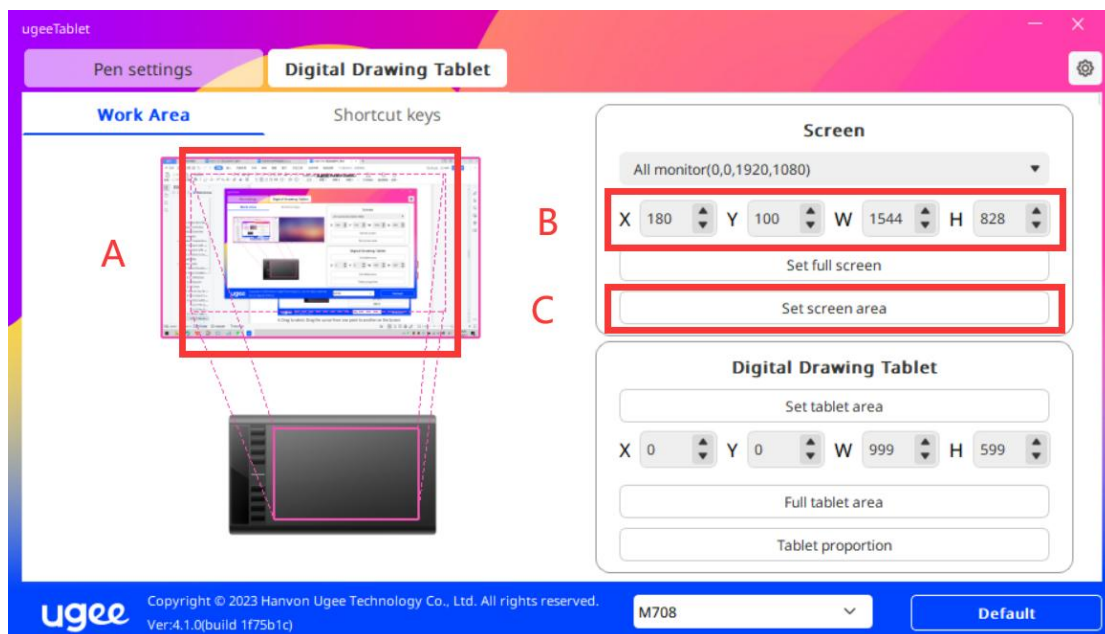 ugeeTablet
Pen settings
Digital Drawing Tablet
Work Area
Shortcut keys
A
Screen
All monitor(0,0,1920,1080)
B
X 180 Y 100 W 1544 H 828
Set full screen
C
Set screen area
Digital Drawing Tablet
Set tablet area
X 0 Y 0 W 999 H 599
Full tablet area
Tablet proportion
ugee
Copyright © 2023 Hanvon Ugee Technology Co., Ltd. All rights reserved.
Ver:4.1.0(build 1f75b1c)
M708
Default